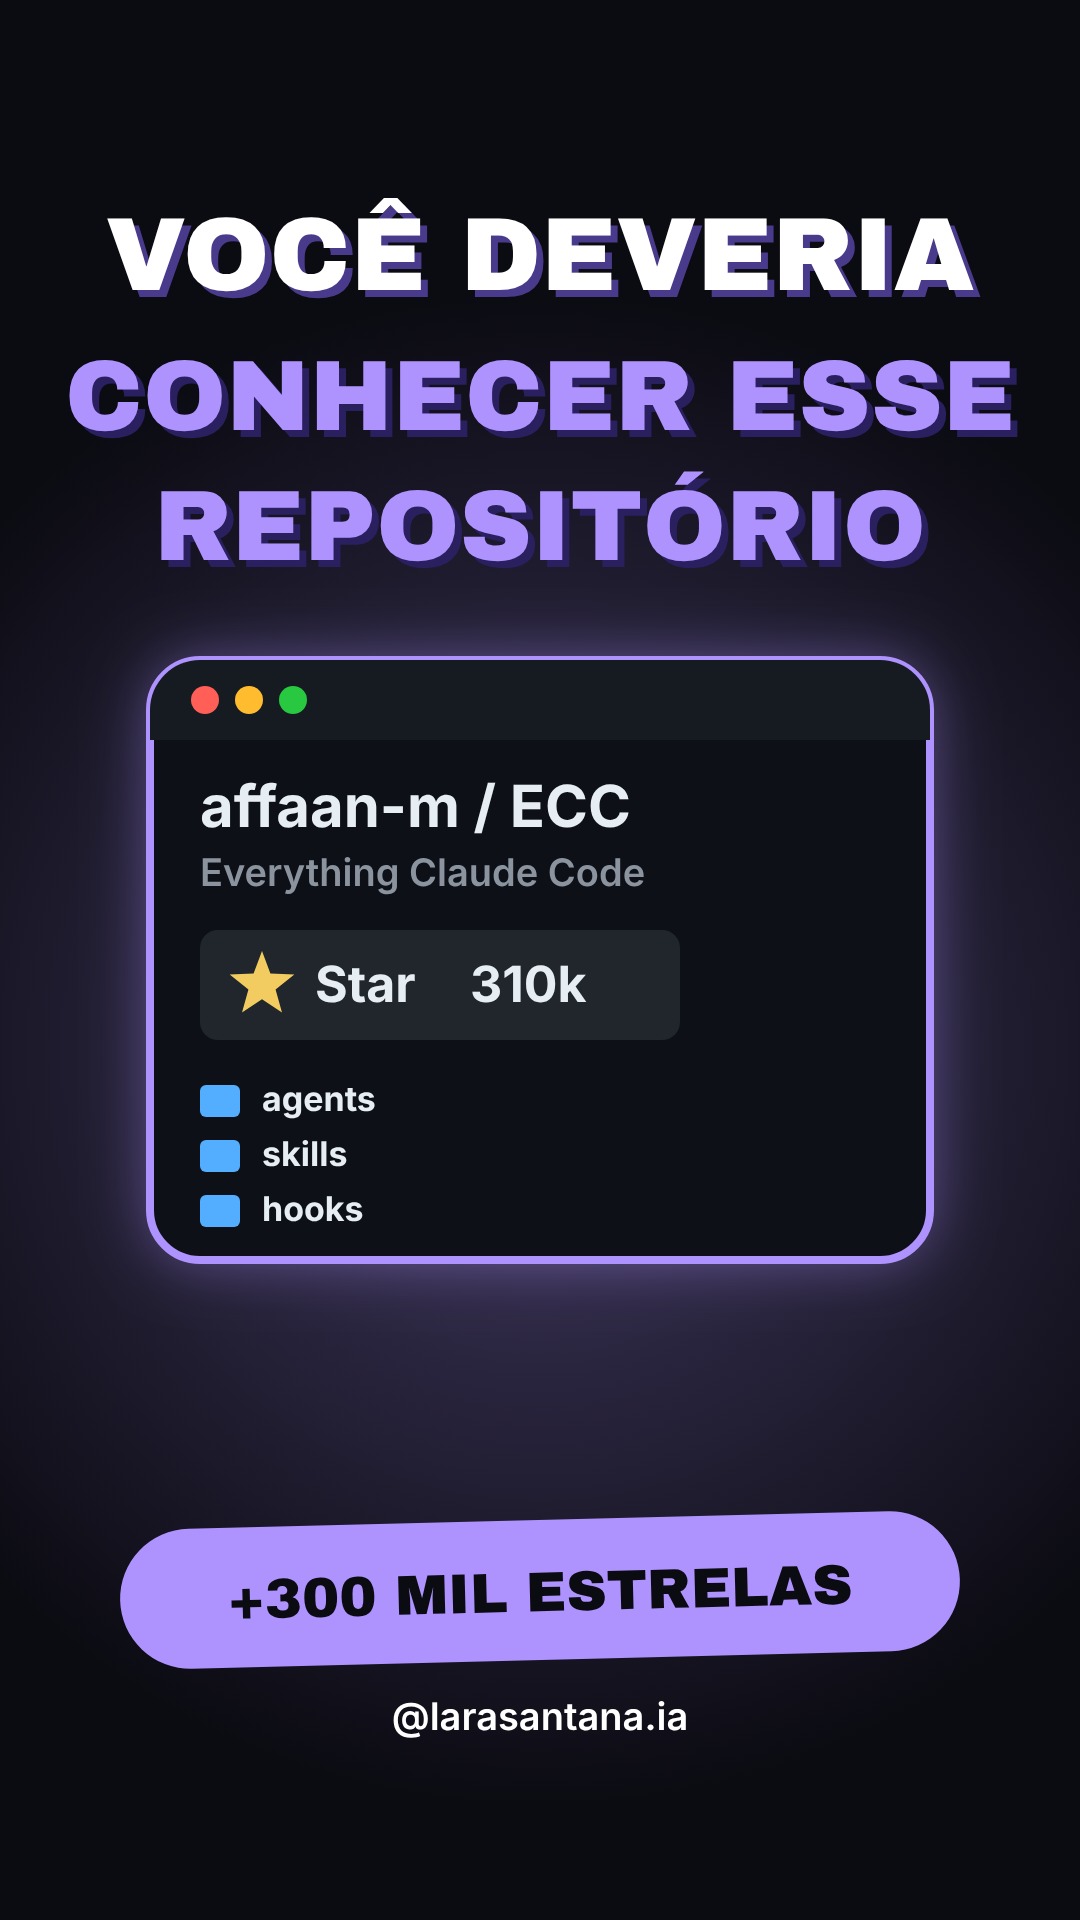 VOCÊ DEVERIA
CONHECER ESSE
REPOSITÓRIO
affaan-m / ECC
Everything Claude Code
Star 310k
agents
skills
hooks
+300 MIL ESTRELAS
@larasantana.ia